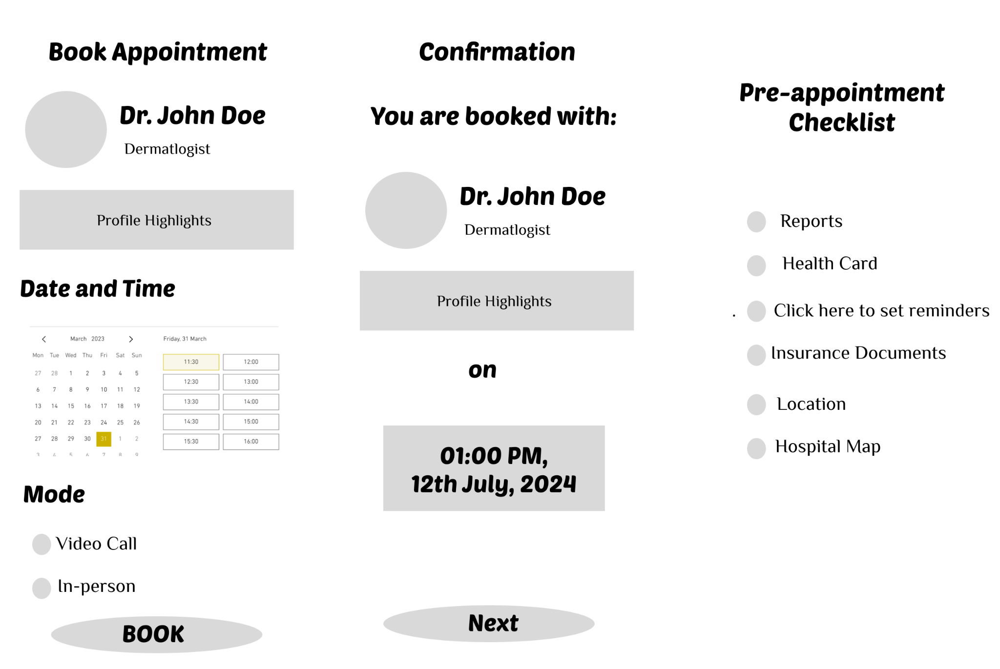 Book Appointment
Dr. John Doe
Dermatlogist
Profile Highlights
Date and Time
March 2023
Mon Tue Wed Thu Fri Sat Sun
27 28 1 2 3 4 5
6 7 8 9 10 11 12
13 14 15 16 17 18 19
20 21 22 23 24 25 26
27 28 29 30 31 1 2
3 4 5 6 7 8 9
Friday, 31 March
11:30 12:00
12:30 13:00
13:30 14:00
14:30 15:00
15:30 16:00
Mode
Video Call
In-person
BOOK
Confirmation
You are booked with:
Dr. John Doe
Dermatlogist
Profile Highlights
on
01:00 PM,
12th July, 2024
Next
Pre-appointment
Checklist
Reports
Health Card
. Click here to set reminders
Insurance Documents
Location
Hospital Map